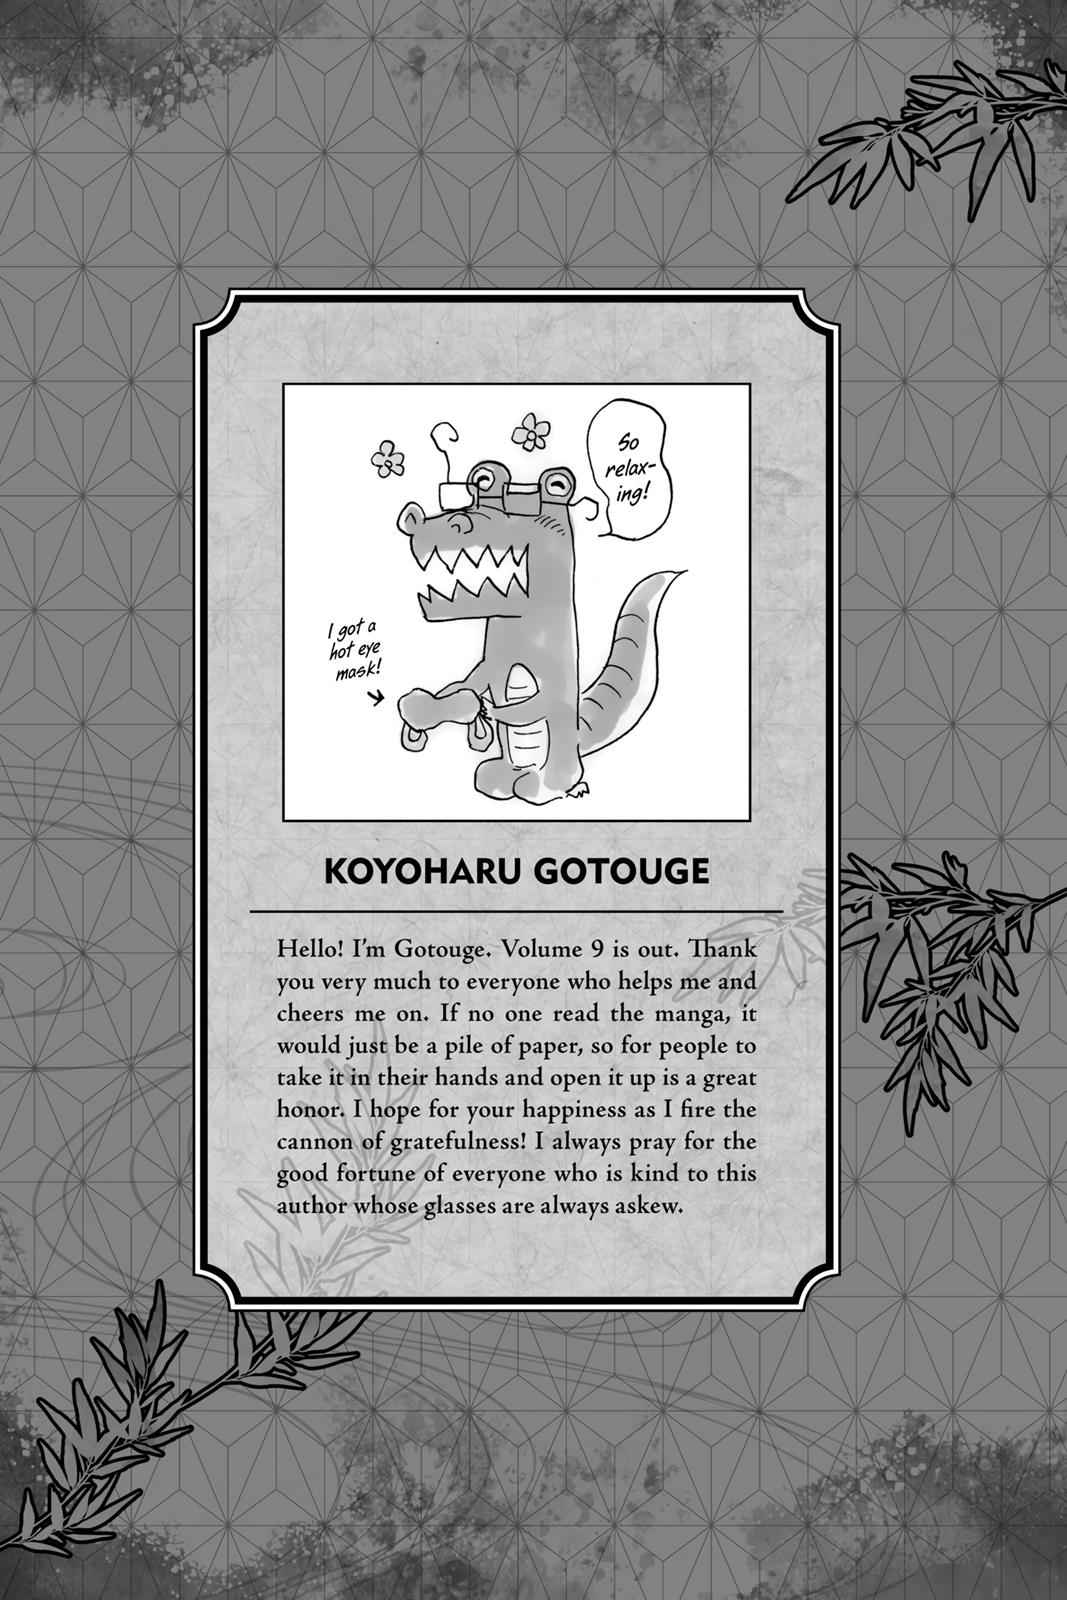 So
relax-
ing!
I got a
hot eye
mask!
KOYOHARU GOTOUGE
Hello! I'm Gotouge. Volume 9 is out. Thank
you very much to everyone who helps me and
cheers me on. If no one read the manga, it
would just be a pile of paper, so for people to
take it in their hands and open it up is a great
honor. I hope for your happiness as I fire the
cannon of gratefulness! I always pray for the
good fortune of everyone who is kind to this
author whose glasses are always askew.